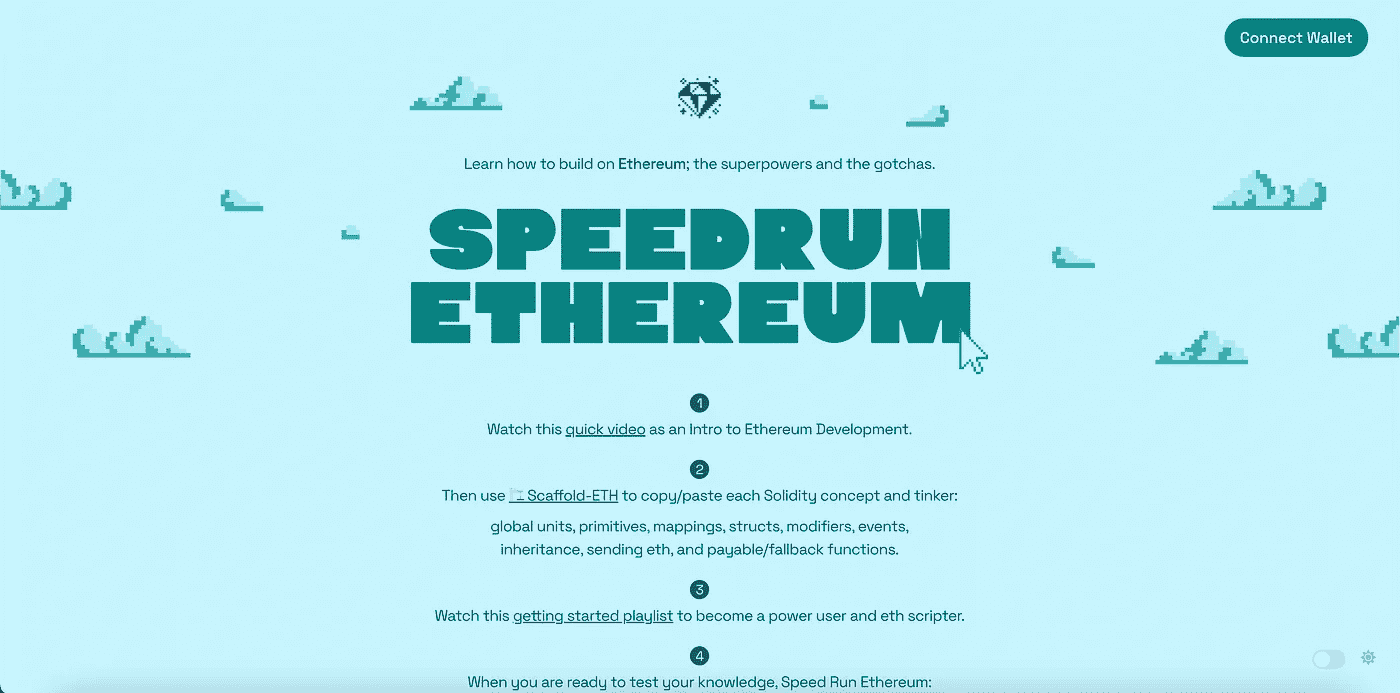 Connect Wallet
Learn how to build on Ethereum; the superpowers and the gotchas.
SPEEDRUN
ETHEREUM
1
Watch this quick video as an Intro to Ethereum Development.
2
Then use Scaffold-ETH to copy/paste each Solidity concept and tinker:
global units, primitives, mappings, structs, modifiers, events,
inheritance, sending eth, and payable/fallback functions.
3
Watch this getting started playlist to become a power user and eth scripter.
4
When you are ready to test your knowledge, Speed Run Ethereum: